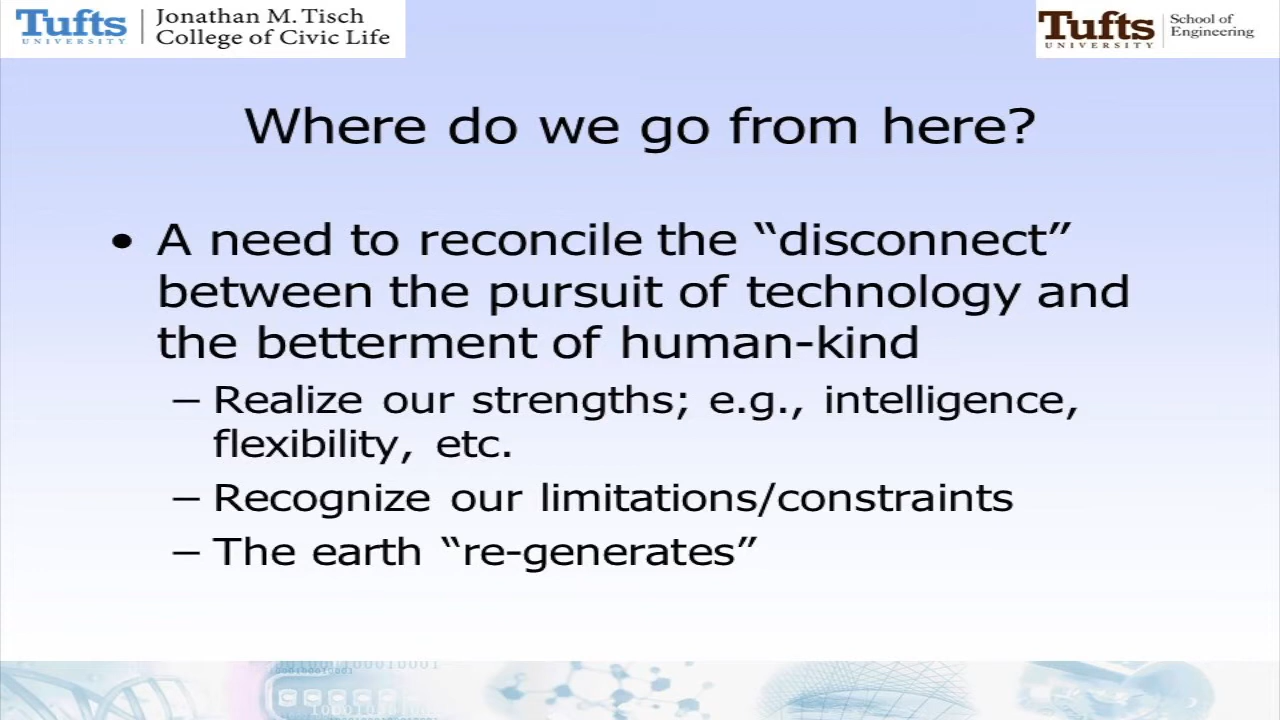 Tufts
UNIVERSITY
Jonathan M. Tisch
College of Civic Life
Tufts
UNIVERSITY
School of
Engineering
Where do we go from here?
• A need to reconcile the “disconnect”
between the pursuit of technology and
the betterment of human-kind
– Realize our strengths; e.g., intelligence,
flexibility, etc.
– Recognize our limitations/constraints
– The earth “re-generates”